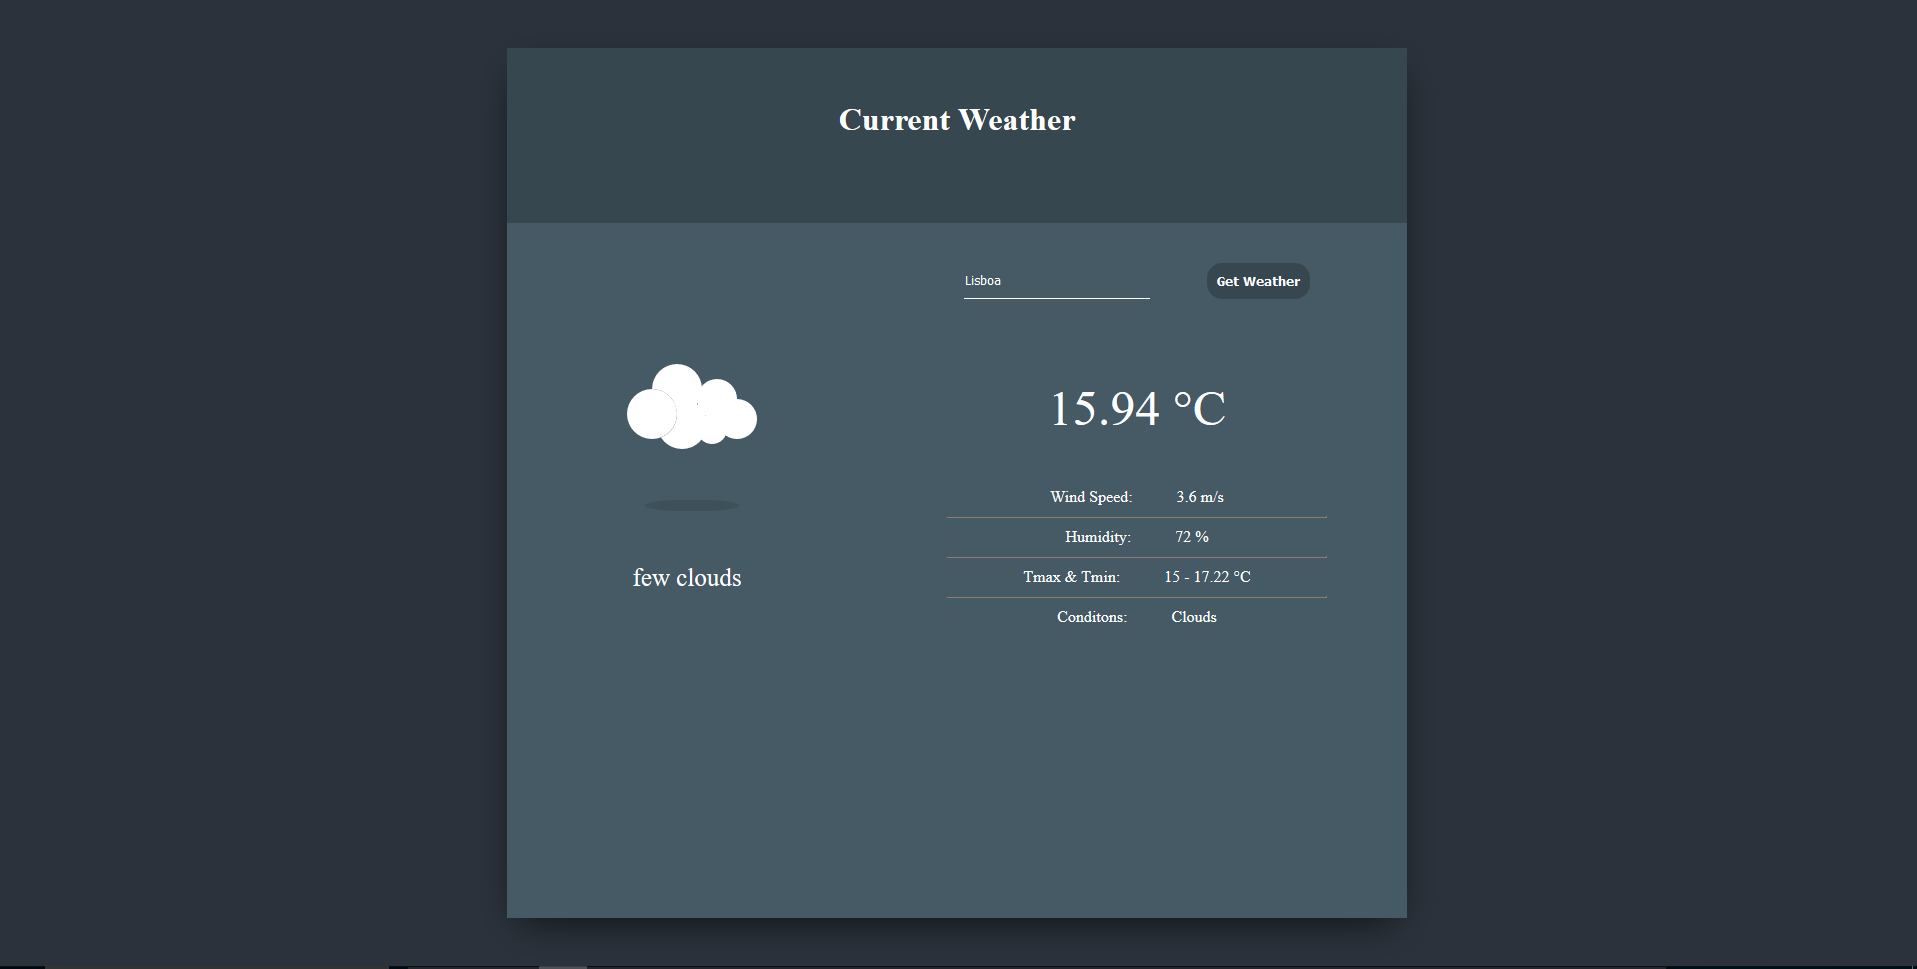 Current Weather
Lisboa Get Weather
15.94 °C
Wind Speed: 3.6 m/s
Humidity: 72 %
Tmax & Tmin: 15 - 17.22 °C
Conditons: Clouds
few clouds